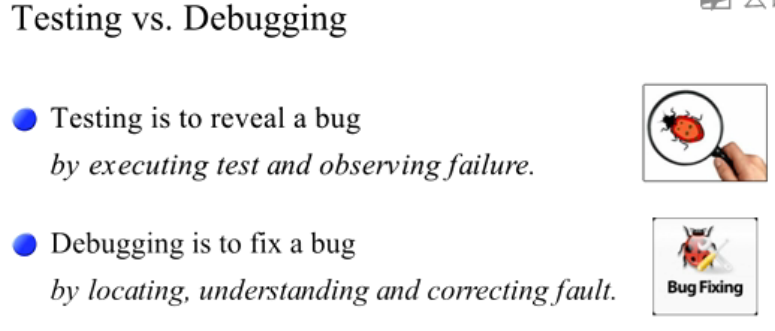 Testing vs. Debugging
Testing is to reveal a bug
by executing test and observing failure.
Debugging is to fix a bug
by locating, understanding and correcting fault.
Bug Fixing